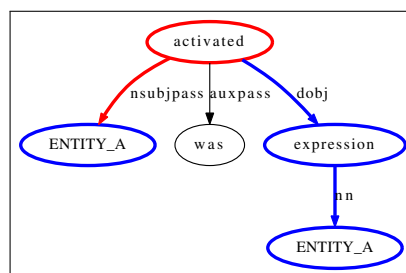 activated
nsubjpass auxpass dobj
ENTITY_A was expression
nn
ENTITY_A